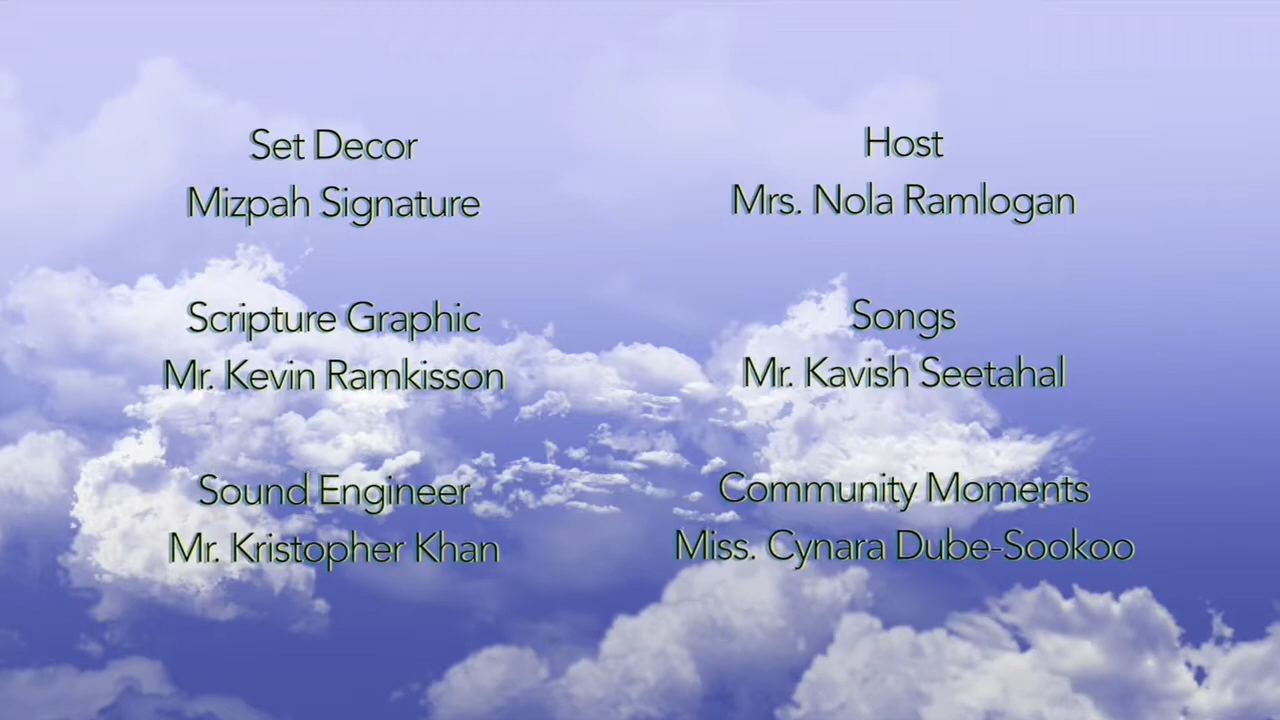 Set Decor
Mizpah Signature
Scripture Graphic
Mr. Kevin Ramkisson
Sound Engineer
Mr. Kristopher Khan
Host
Mrs. Nola Ramlogan
Songs
Mr. Kavish Seetahal
Community Moments
Miss. Cynara Dube-Sookoo